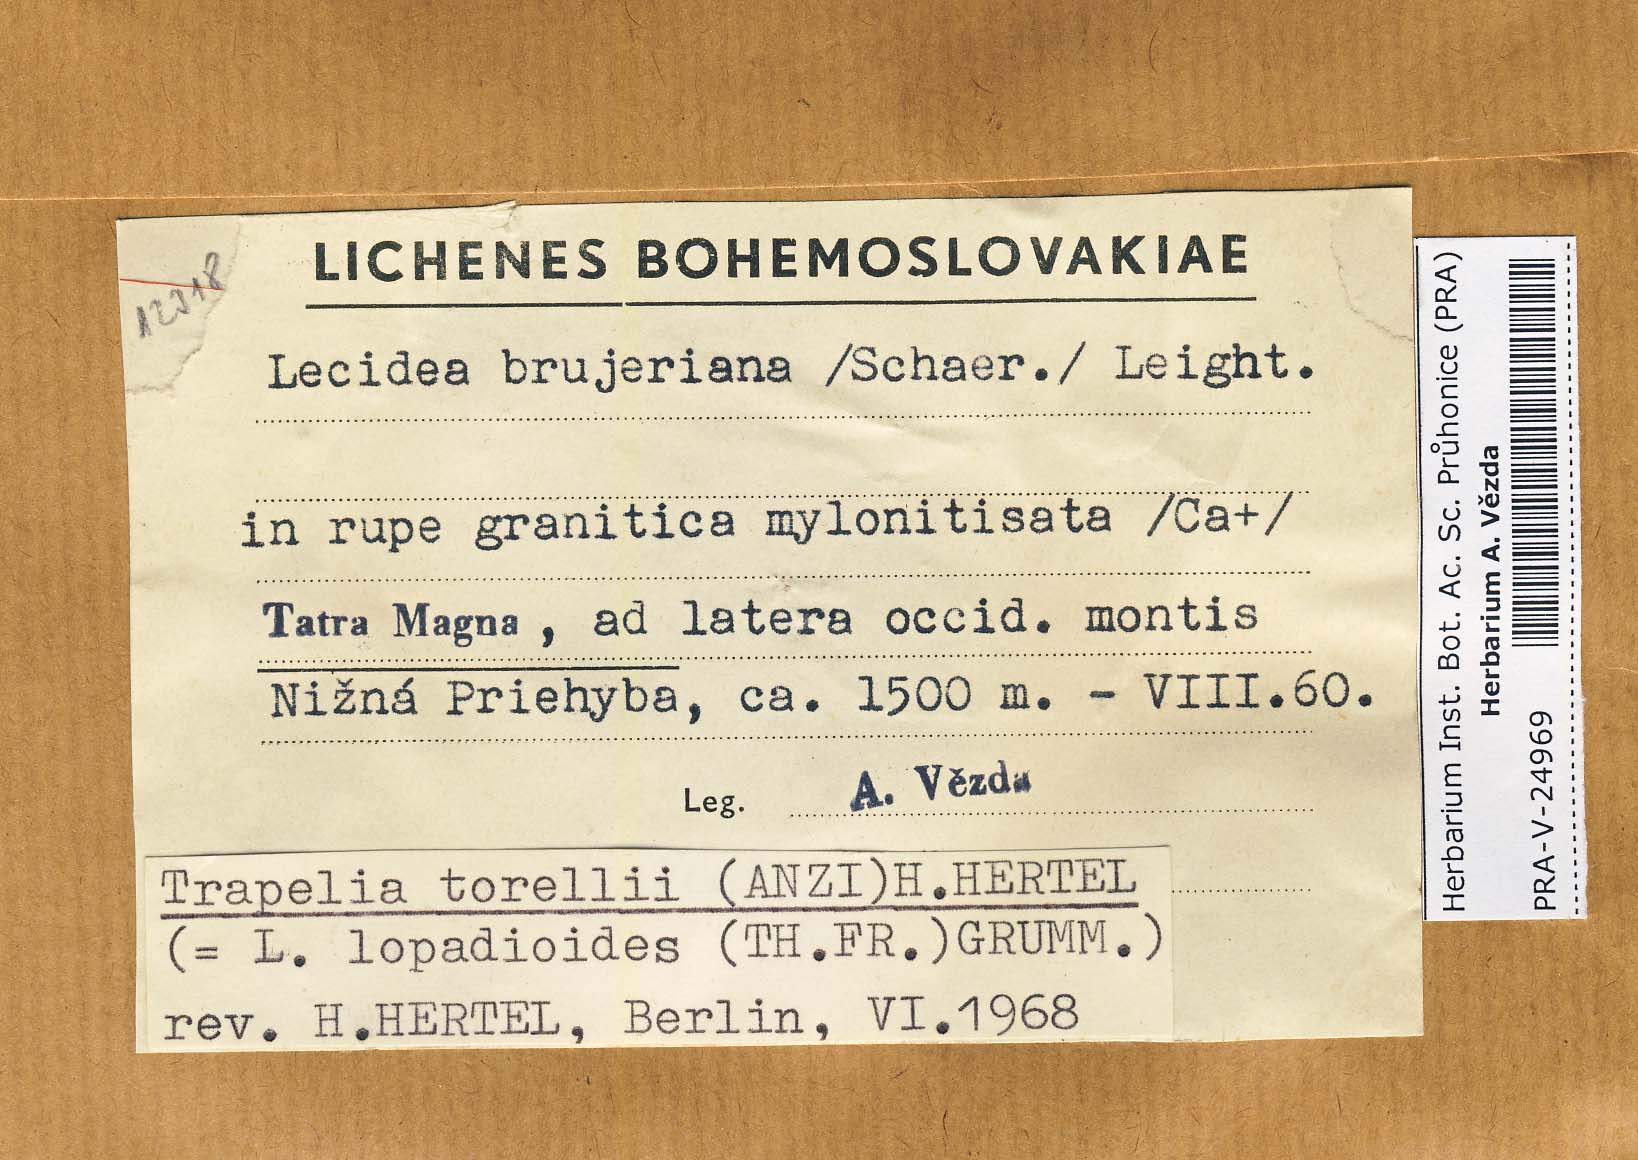 LICHENES BOHEMOSLOVAKIAE
Lecidea brujeriana /Schaer./ Leight.
in rupe granitica mylonitisata /Ca+/
Tatra Magna, ad latera occid. montis
Nižná Priehyba, ca. 1500 m. - VIII.60.
Leg. A. Vězda
Trapelia torellii (ANZI)H.HERTEL
(= L. lopadioides (TH.FR.)GRUMM.)
rev. H.HERTEL, Berlin, VI.1968
Herbarium Inst. Bot. Ac. Sc. Průhonice (PRA)
Herbarium A. Vězda
PRA-V-24969